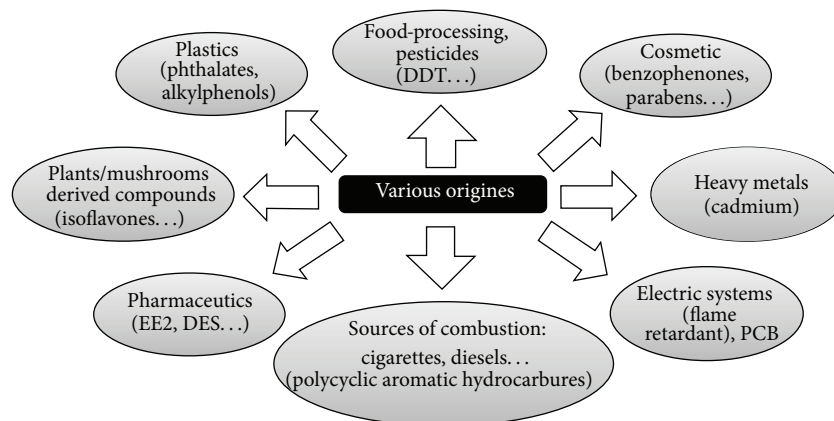 Plastics
(phthalates,
alkylphenols)
Food-processing,
pesticides
(DDT. . .)
Cosmetic
(benzophenones,
parabens. . .)
Plants/mushrooms
derived compounds
(isoflavones. . .)
Various origines
Heavy metals
(cadmium)
Pharmaceutics
(EE2, DES. . .)
Sources of combustion:
cigarettes, diesels. . .
(polycyclic aromatic hydrocarbures)
Electric systems
(flame
retardant), PCB